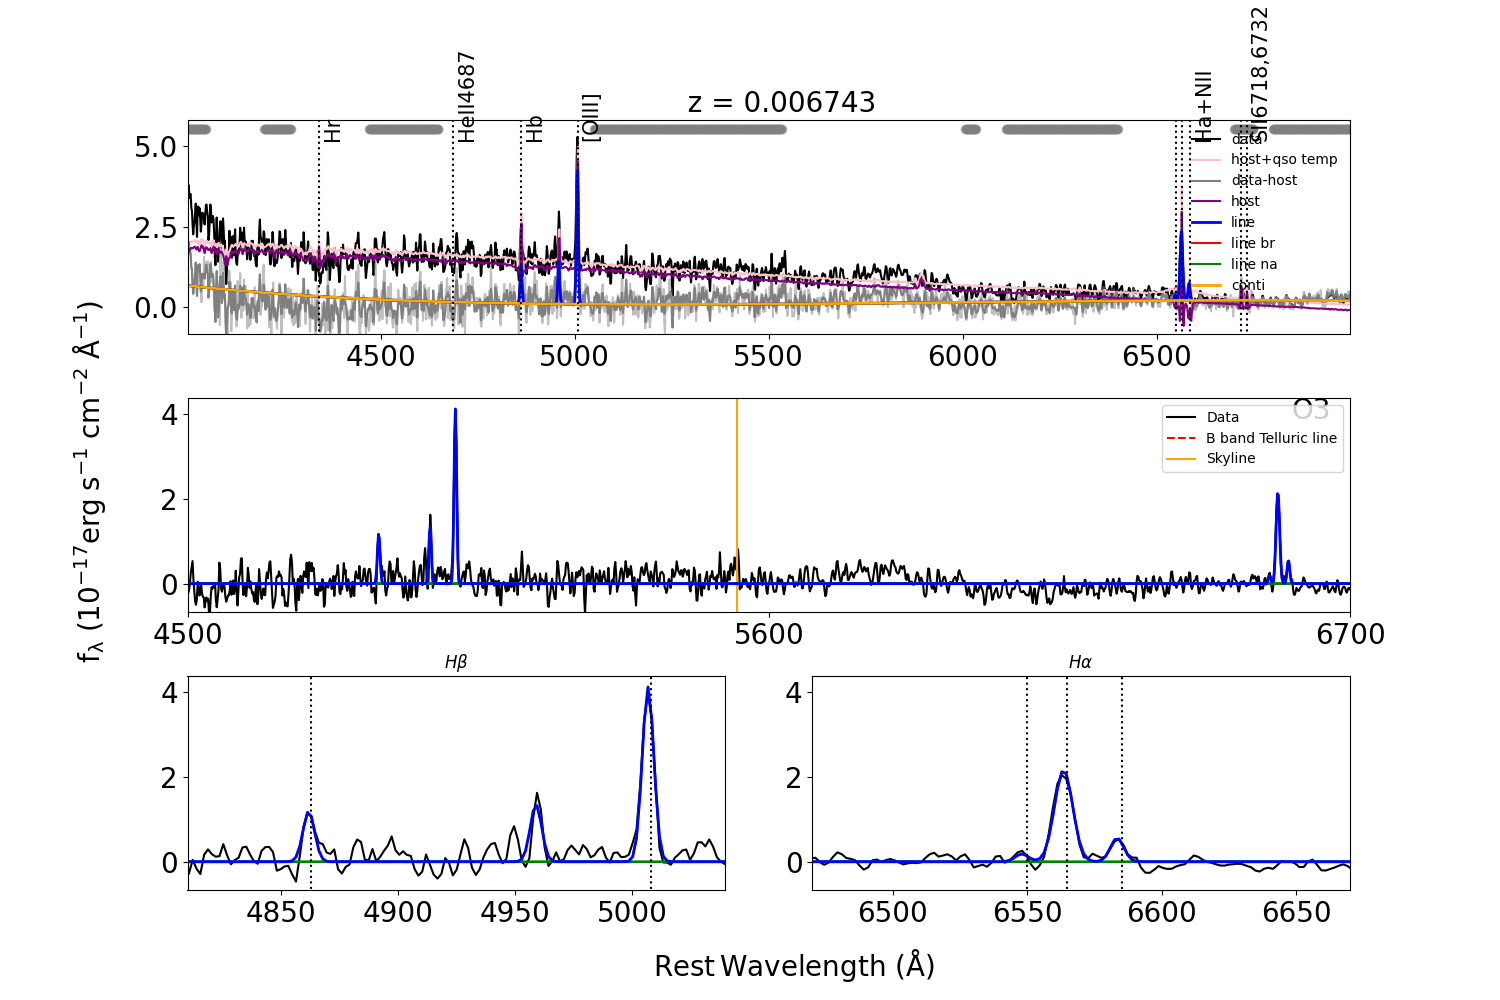 z = 0.006743
Hr
HeII4687
Hb
[OIII]
Ha+NII
SII6718,6732
data
host+qso temp
data-host
host
line
line br
line na
conti
5.0
2.5
0.0
4500 5000 5500 6000 6500
O3
Data
B band Telluric line
Skyline
4
2
0
4500 5600 6700
f_λ (10⁻¹⁷erg s⁻¹ cm⁻² Å⁻¹)
Hβ
4
2
0
4850 4900 4950 5000
Hα
4
2
0
6500 6550 6600 6650
Rest Wavelength (Å)